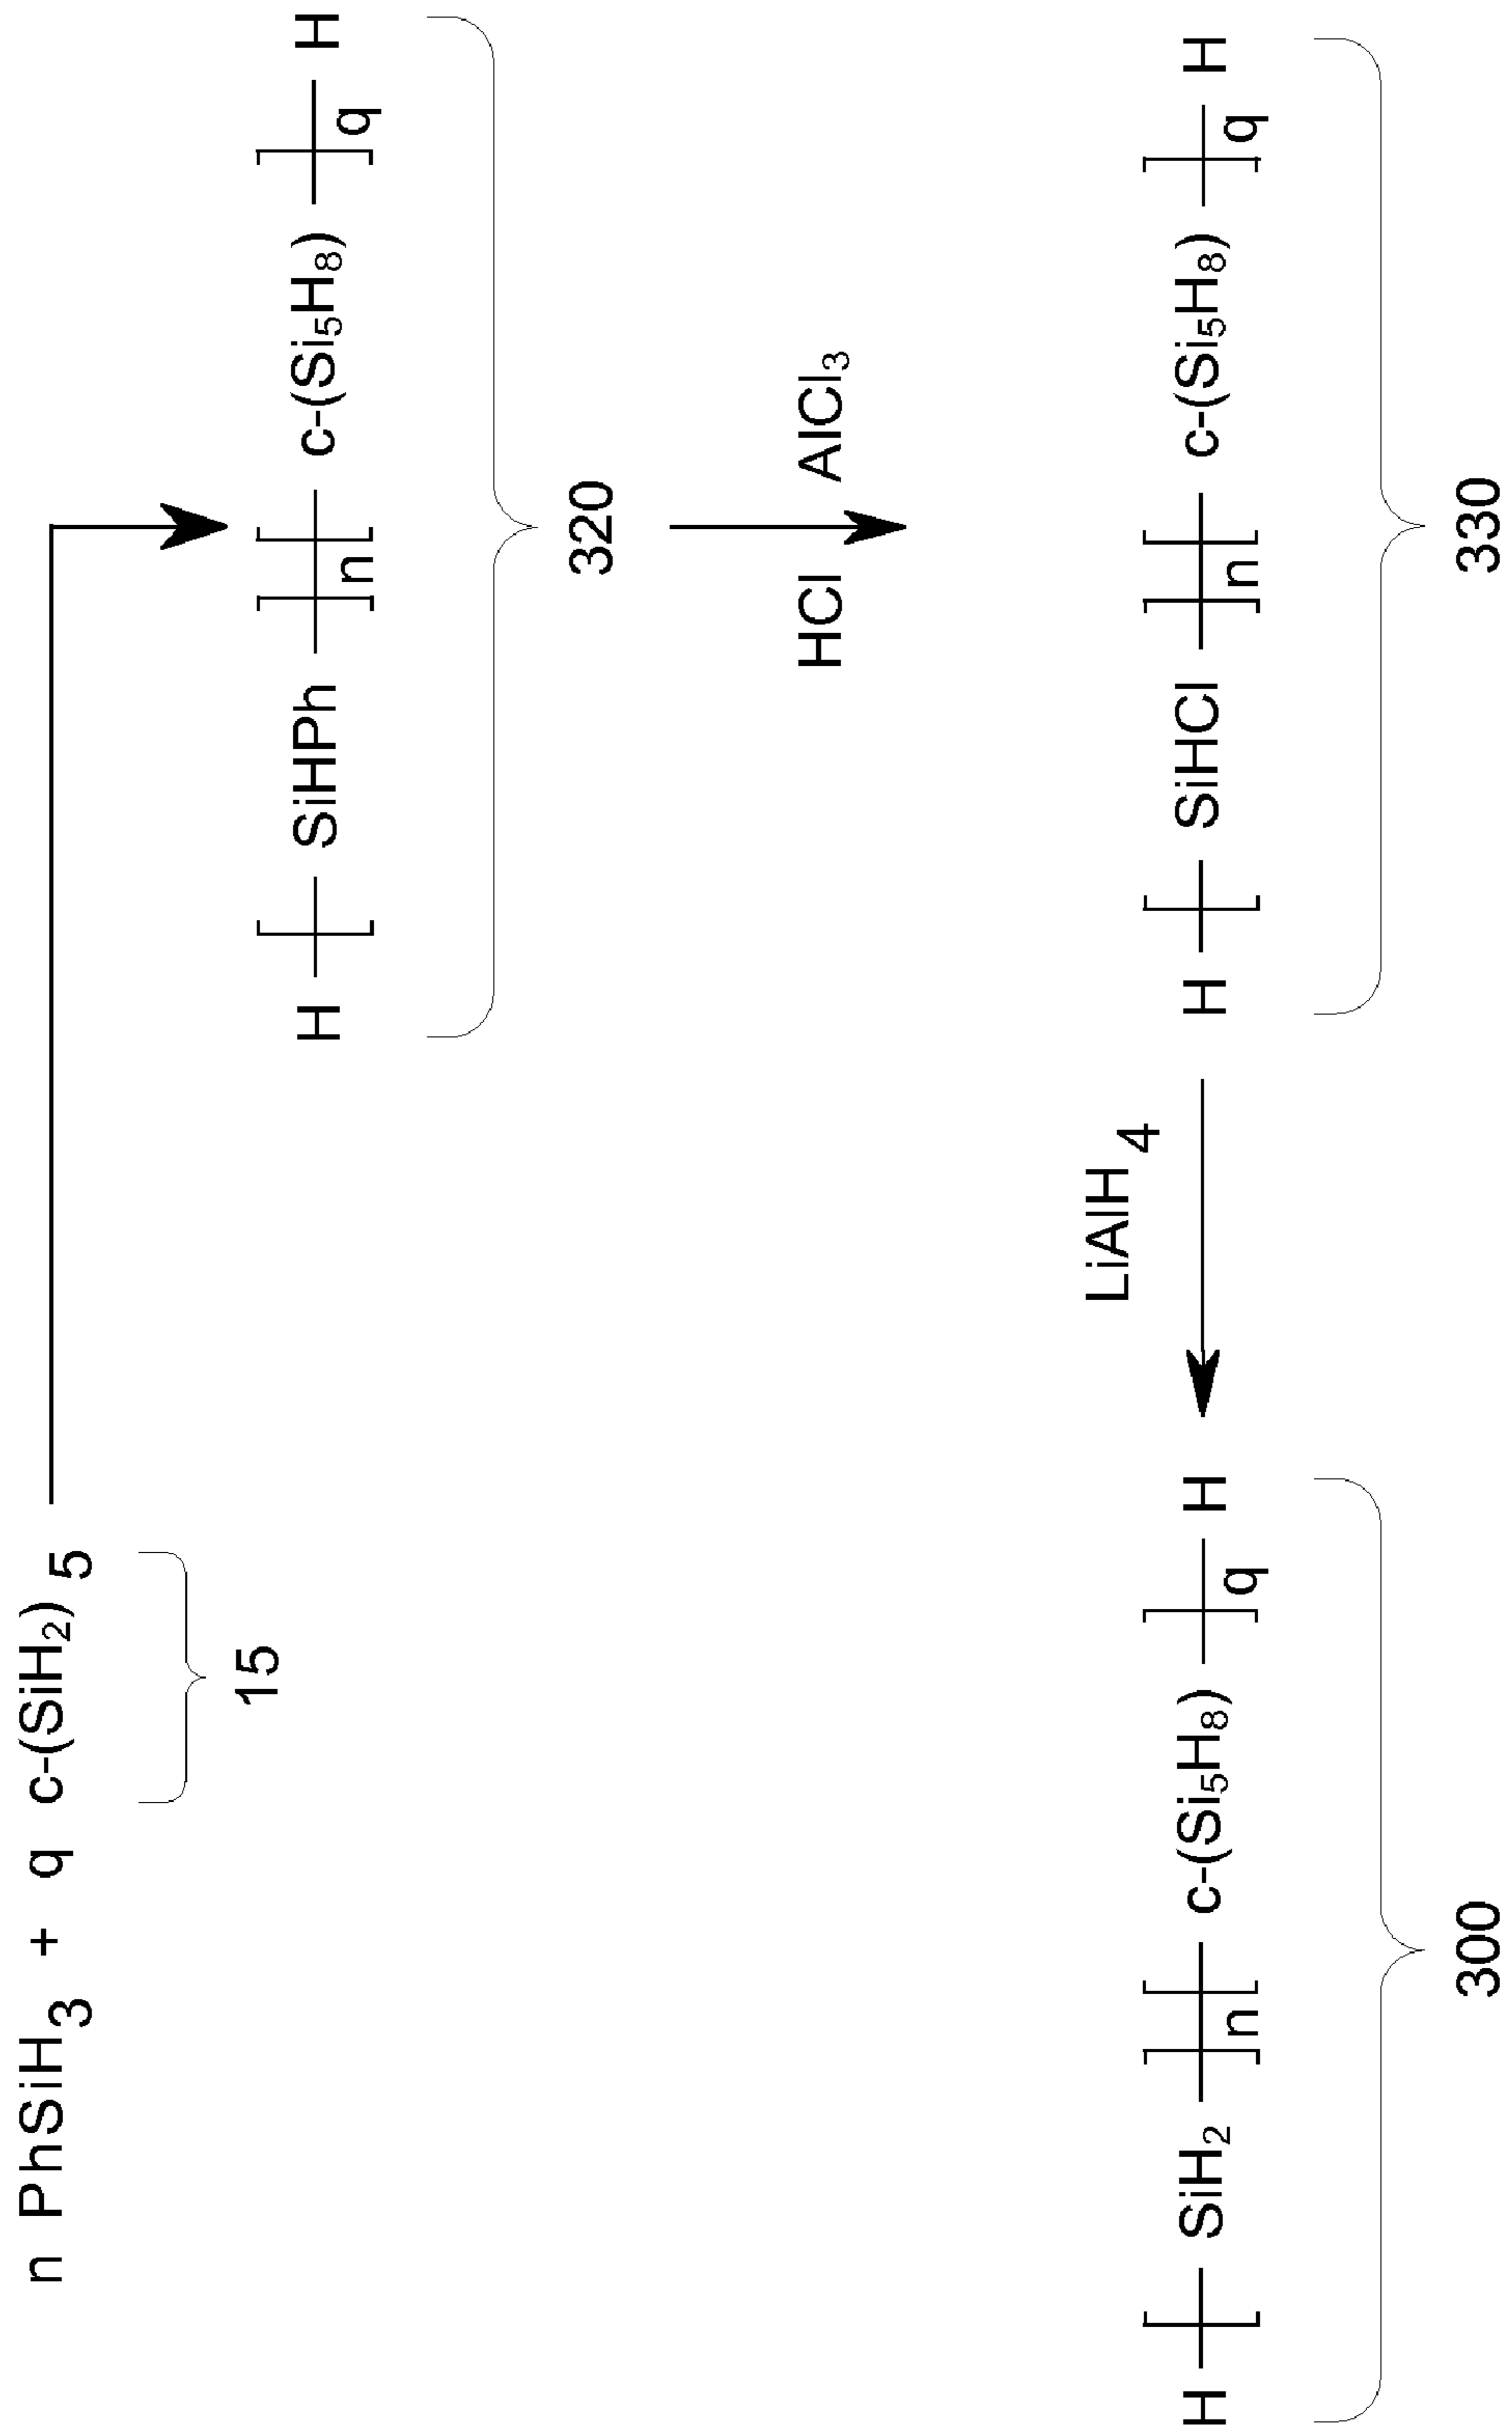 n PhSiH3 + q c-(SiH2)5
15
H [ SiHPh ]n [ c-(Si5H8) ]q H
320
HCl AlCl3
H [ SiHCl ]n [ c-(Si5H8) ]q H
330
LiAlH4
H [ SiH2 ]n [ c-(Si5H8) ]q H
300